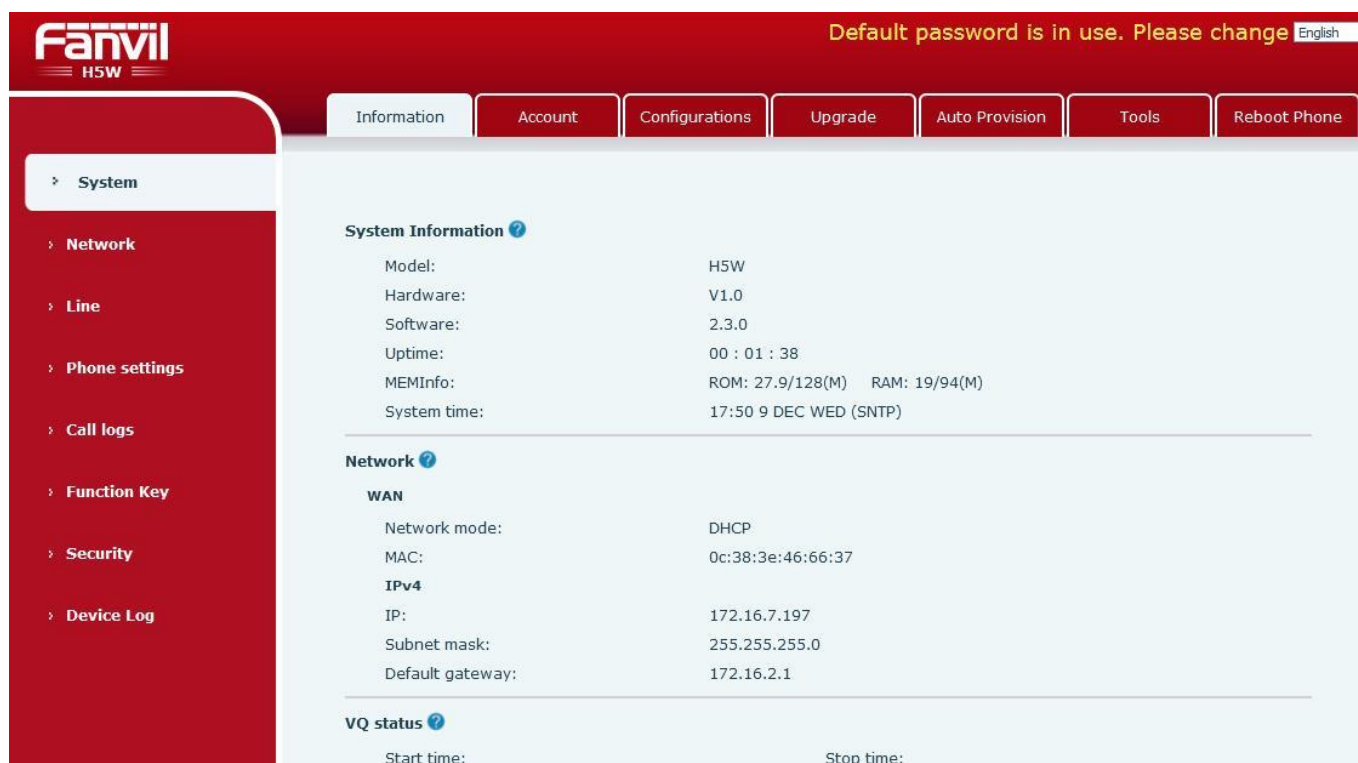 Fanvil
H5W
Default password is in use. Please change English
Information Account Configurations Upgrade Auto Provision Tools Reboot Phone
› System
› Network
› Line
› Phone settings
› Call logs
› Function Key
› Security
› Device Log
System Information ?
Model: H5W
Hardware: V1.0
Software: 2.3.0
Uptime: 00 : 01 : 38
MEMInfo: ROM: 27.9/128(M) RAM: 19/94(M)
System time: 17:50 9 DEC WED (SNTP)
Network ?
WAN
Network mode: DHCP
MAC: 0c:38:3e:46:66:37
IPv4
IP: 172.16.7.197
Subnet mask: 255.255.255.0
Default gateway: 172.16.2.1
VQ status ?
Start time: Stop time: